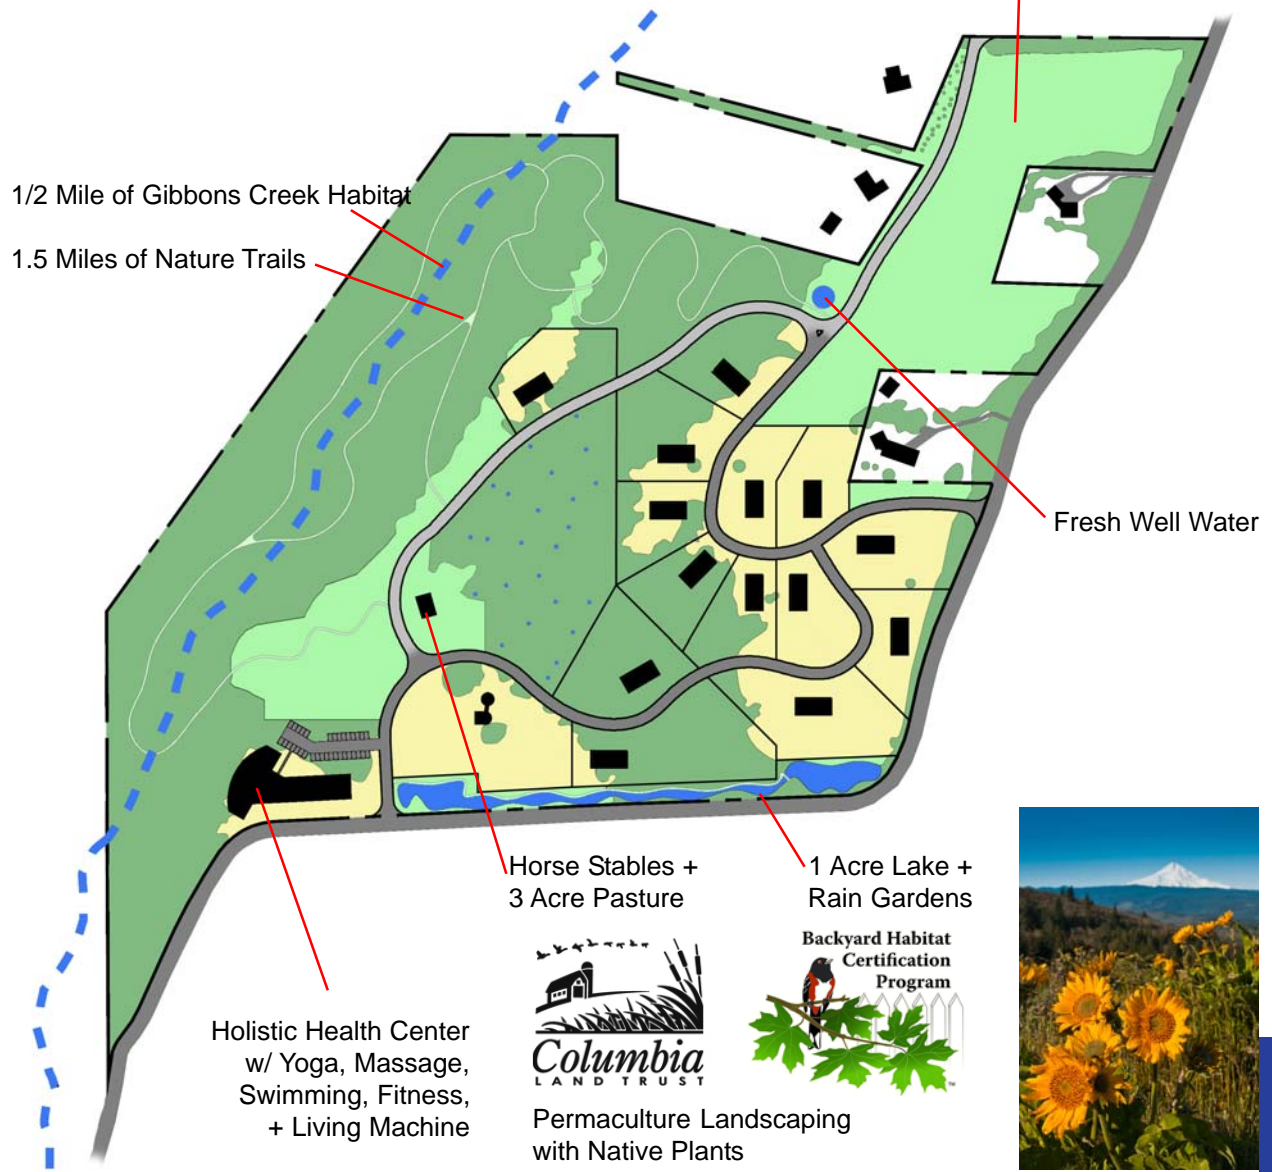 1/2 Mile of Gibbons Creek Habitat
1.5 Miles of Nature Trails
Fresh Well Water
Horse Stables +
3 Acre Pasture
1 Acre Lake +
Rain Gardens
Holistic Health Center
w/ Yoga, Massage,
Swimming, Fitness,
+ Living Machine
Columbia
LAND TRUST
Backyard Habitat
Certification
Program
Permaculture Landscaping
with Native Plants